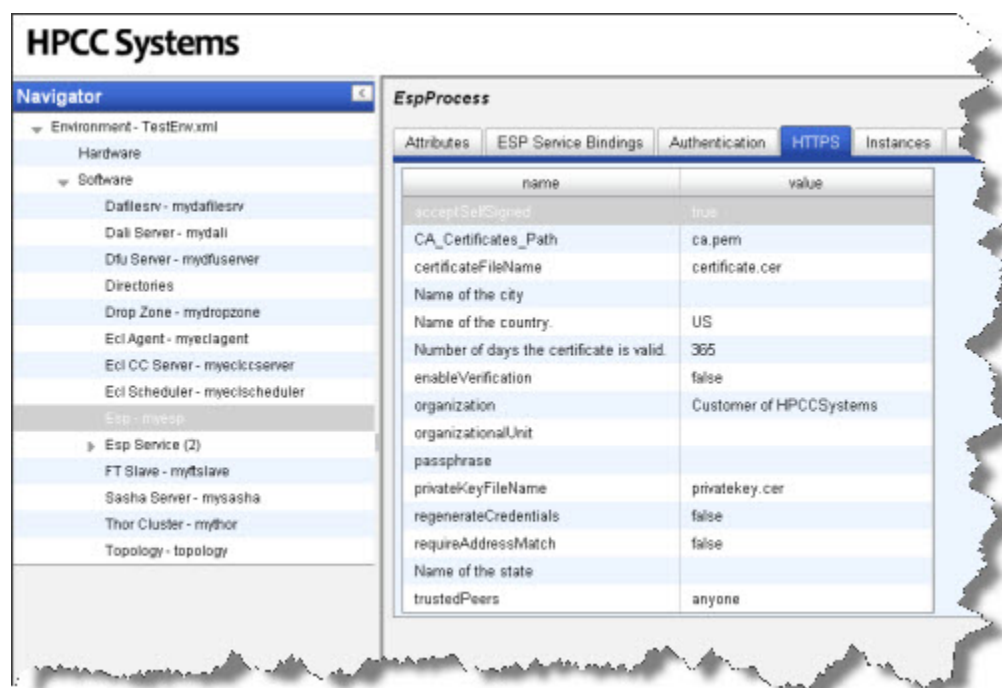 HPCC Systems
Navigator
Environment - TestEnv.xml
Hardware
Software
Dafilesrv - mydafilesrv
Dali Server - mydali
Dfu Server - mydfuserver
Directories
Drop Zone - mydropzone
Ecl Agent - myeclagent
Ecl CC Server - myeclccserver
Ecl Scheduler - myeclscheduler
Esp - myesp
Esp Service (2)
FT Slave - myftslave
Sasha Server - mysasha
Thor Cluster - mythor
Topology - topology
EspProcess
Attributes ESP Service Bindings Authentication HTTPS Instances
name value
acceptSelfSigned true
CA_Certificates_Path ca.pem
certificateFileName certificate.cer
Name of the city
Name of the country. US
Number of days the certificate is valid. 365
enableVerification false
organization Customer of HPCCSystems
organizationalUnit
passphrase
privateKeyFileName privatekey.cer
regenerateCredentials false
requireAddressMatch false
Name of the state
trustedPeers anyone